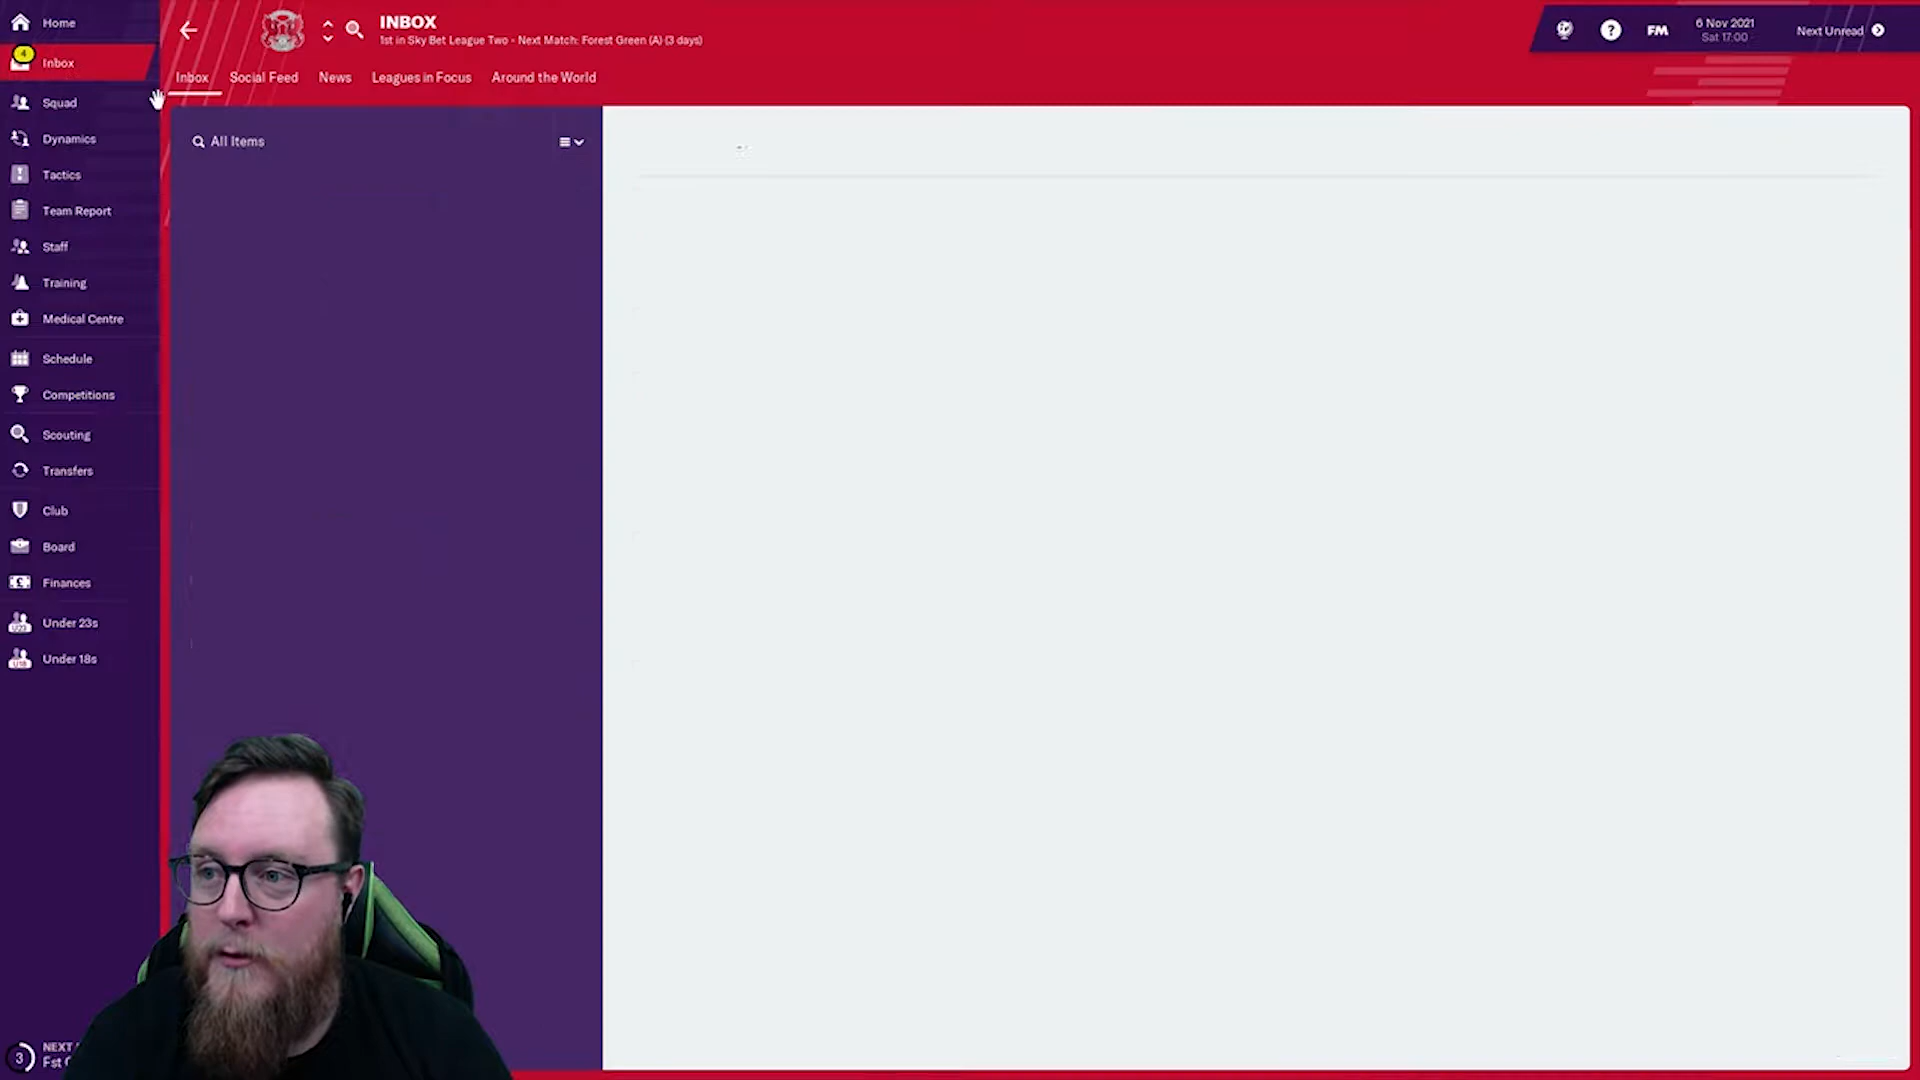 Home
4
Inbox
Squad
Dynamics
Tactics
Team Report
Staff
Training
Medical Centre
Schedule
Competitions
Scouting
Transfers
Club
Board
Finances
Under 23s
Under 18s
INBOX
1st in Sky Bet League Two - Next Match: Forest Green (A) (3 days)
Inbox Social Feed News Leagues in Focus Around the World
FM
6 Nov 2021
Sat 17:00
Next Unread
All Items
3
NEXT
Fst